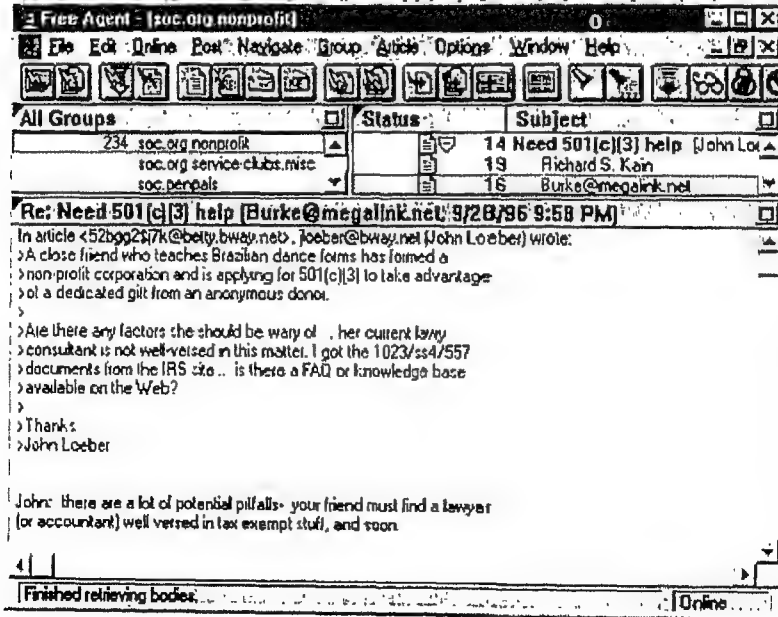 Free Agent - [soc.org.nonprofit]
File Edit Online Post Navigate Group Article Options Window Help
All Groups
Status
Subject
234 soc.org.nonprofit
soc.org.service-clubs.misc
soc.penpals
14 Need 501(c)(3) help [John Loe
19 Richard S. Kain
16 Burke@megalink.net
Re: Need 501(c)(3) help [Burke@megalink.net, 9/28/96 9:58 PM]
In article <52bgg2$j7k@betty.bway.net>, jloeber@bway.net (John Loeber) wrote:
>A close friend who teaches Brazilian dance forms has formed a
>non-profit corporation and is applying for 501(c)(3) to take advantage
>of a dedicated gift from an anonymous donor.
>
>Are there any factors she should be wary of .. her current lawy
>consultant is not well-versed in this matter. I got the 1023/ss4/557
>documents from the IRS site... is there a FAQ or knowledge base
>available on the Web?
>
>Thanks
>John Loeber
John: there are a lot of potential pitfalls- your friend must find a lawyer
(or accountant) well versed in tax exempt stuff, and soon.
Finished retrieving bodies
Online